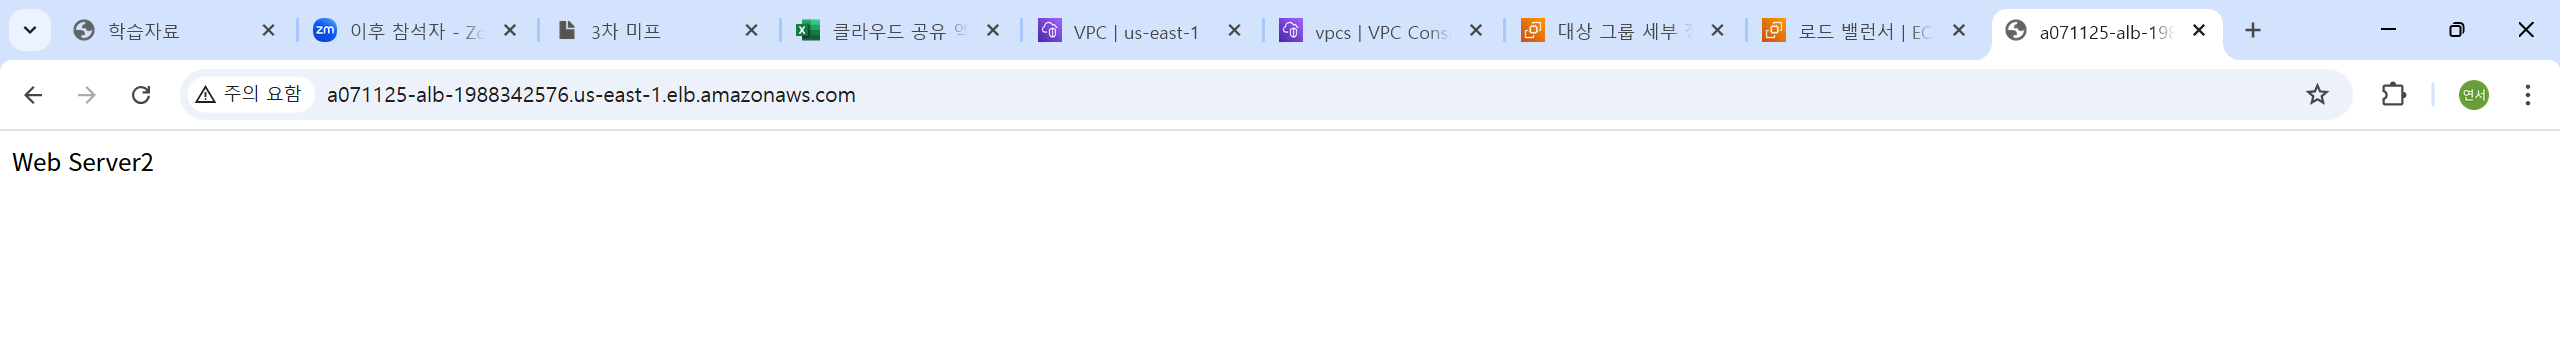 학습자료
zm 이후 참석자 - Zo
3차 미프
클라우드 공유
VPC | us-east-1
vpcs | VPC Cons
대상 그룹 세부
로드 밸런서 | EC
a071125-alb-198
주의 요함
a071125-alb-1988342576.us-east-1.elb.amazonaws.com
연서
Web Server2